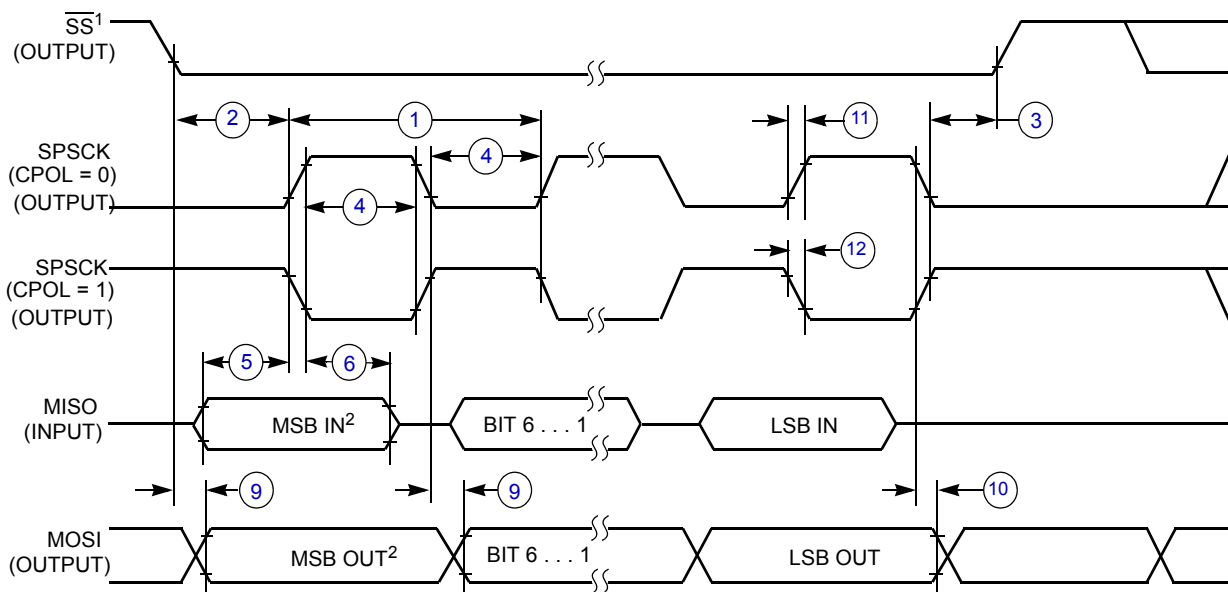 SS¹
(OUTPUT)
2
1
11
3
SPSCK
(CPOL = 0)
(OUTPUT)
4
4
SPSCK
(CPOL = 1)
(OUTPUT)
12
5
6
MISO
(INPUT)
MSB IN²
BIT 6 . . . 1
LSB IN
9
9
10
MOSI
(OUTPUT)
MSB OUT²
BIT 6 . . . 1
LSB OUT